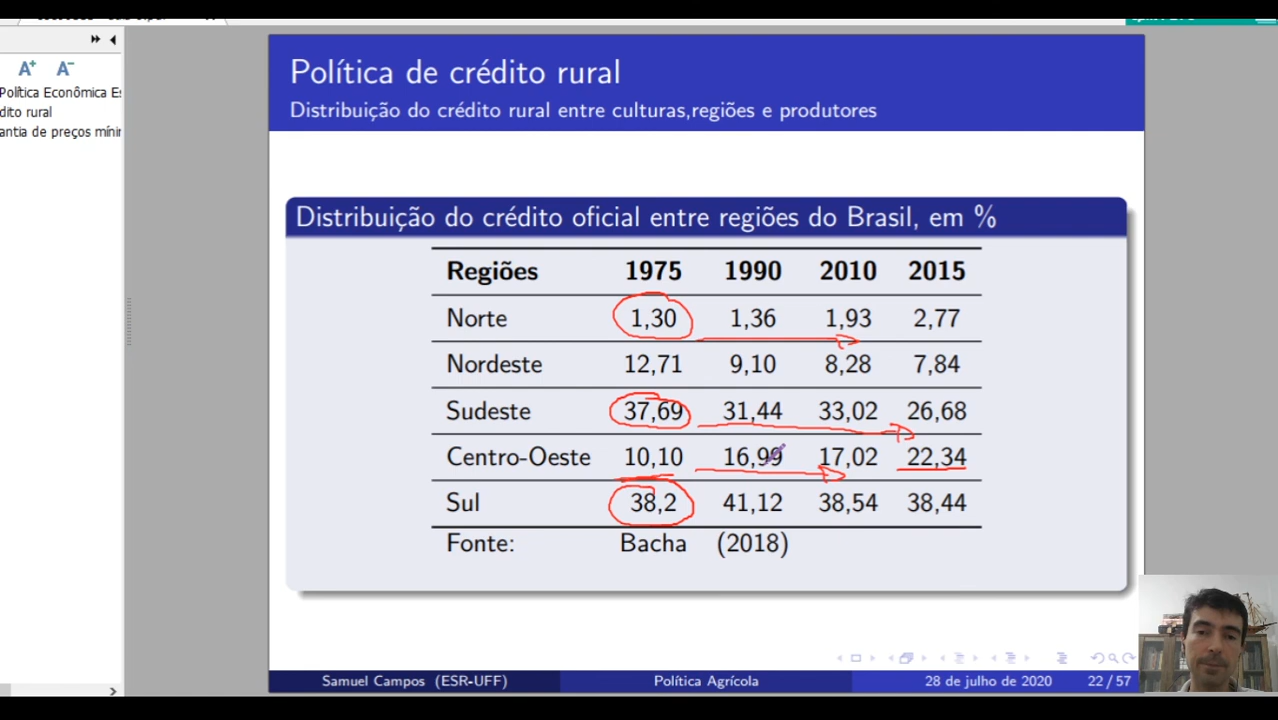 Política de crédito rural
Distribuição do crédito rural entre culturas,regiões e produtores
A+ A-
Política Econômica Es
dito rural
antia de preços mínir
Distribuição do crédito oficial entre regiões do Brasil, em %
Regiões 1975 1990 2010 2015
Norte 1,30 1,36 1,93 2,77
Nordeste 12,71 9,10 8,28 7,84
Sudeste 37,69 31,44 33,02 26,68
Centro-Oeste 10,10 16,99 17,02 22,34
Sul 38,2 41,12 38,54 38,44
Fonte: Bacha (2018)
Samuel Campos (ESR-UFF) Política Agrícola 28 de julho de 2020 22 / 57